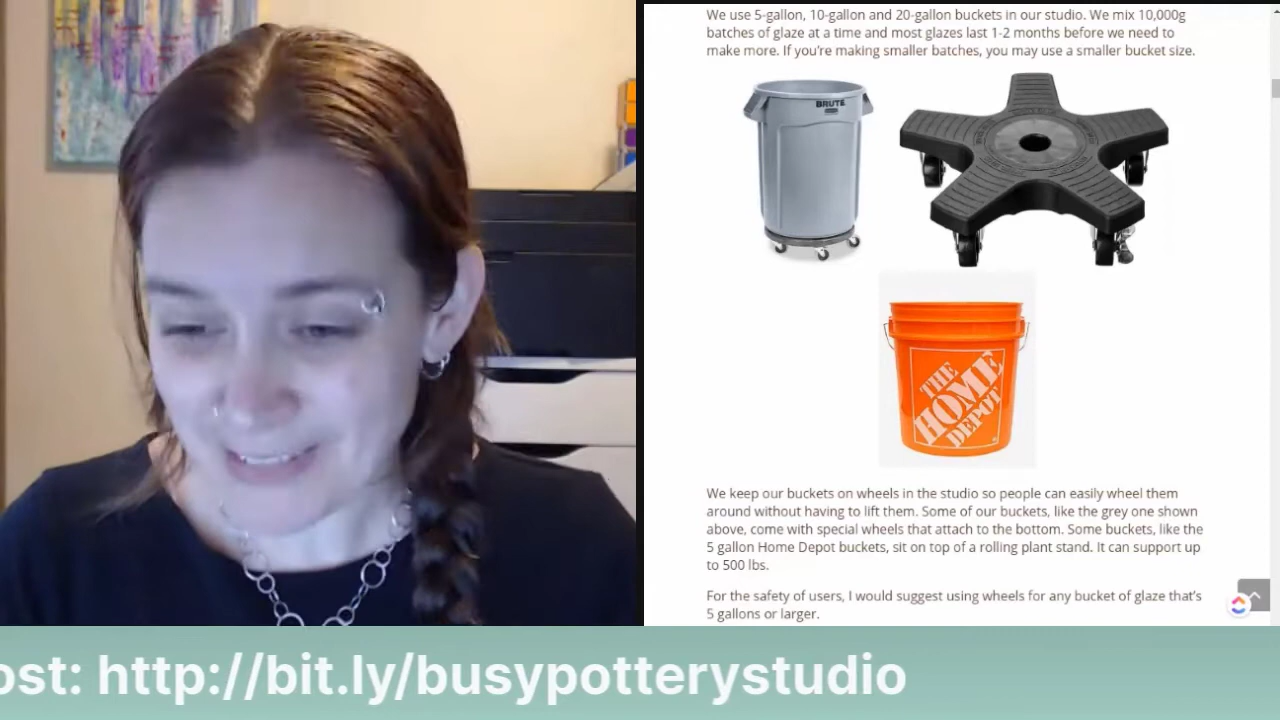 We use 5-gallon, 10-gallon and 20-gallon buckets in our studio. We mix 10,000g
batches of glaze at a time and most glazes last 1-2 months before we need to
make more. If you're making smaller batches, you may use a smaller bucket size.
BRUTE
THE
HOME
DEPOT
We keep our buckets on wheels in the studio so people can easily wheel them
around without having to lift them. Some of our buckets, like the grey one shown
above, come with special wheels that attach to the bottom. Some buckets, like the
5 gallon Home Depot buckets, sit on top of a rolling plant stand. It can support up
to 500 lbs.
For the safety of users, I would suggest using wheels for any bucket of glaze that's
5 gallons or larger.
ost: http://bit.ly/busypotterystudio